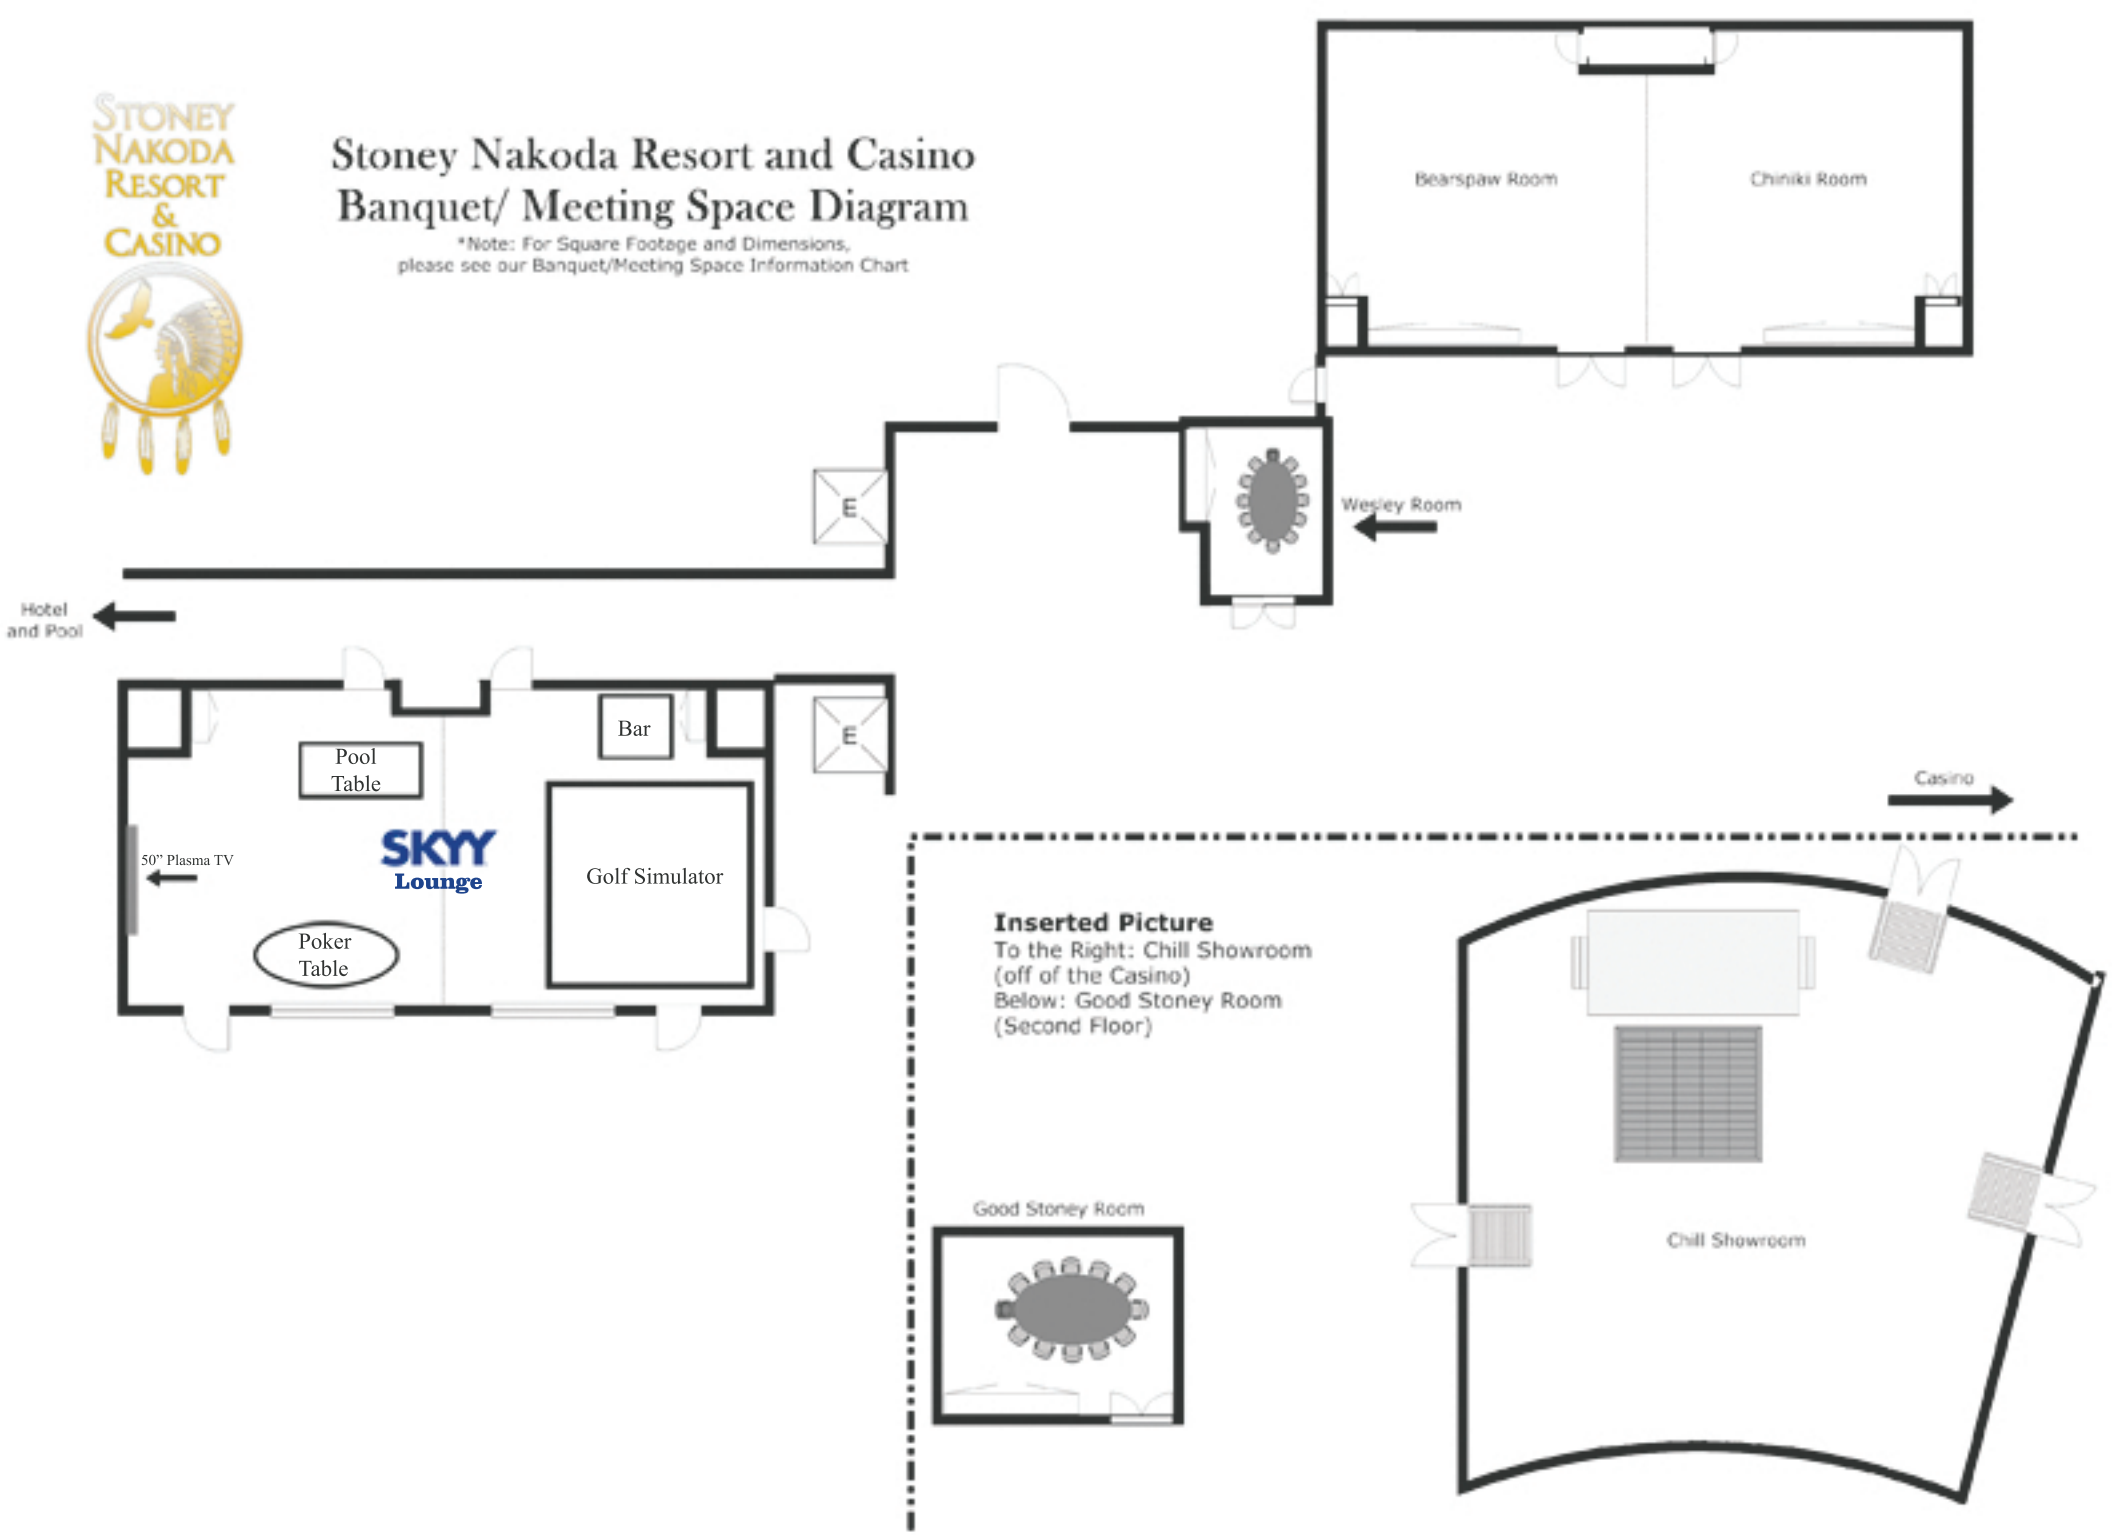 STONEY
NAKODA
RESORT
&
CASINO
Stoney Nakoda Resort and Casino
Banquet/ Meeting Space Diagram
*Note: For Square Footage and Dimensions,
please see our Banquet/Meeting Space Information Chart
Bearspaw Room
Chiniki Room
E
Wesley Room
Hotel
and Pool
E
Bar
Pool
Table
SKYY
Lounge
50” Plasma TV
Golf Simulator
Poker
Table
Casino
Inserted Picture
To the Right: Chill Showroom
(off of the Casino)
Below: Good Stoney Room
(Second Floor)
Good Stoney Room
Chill Showroom